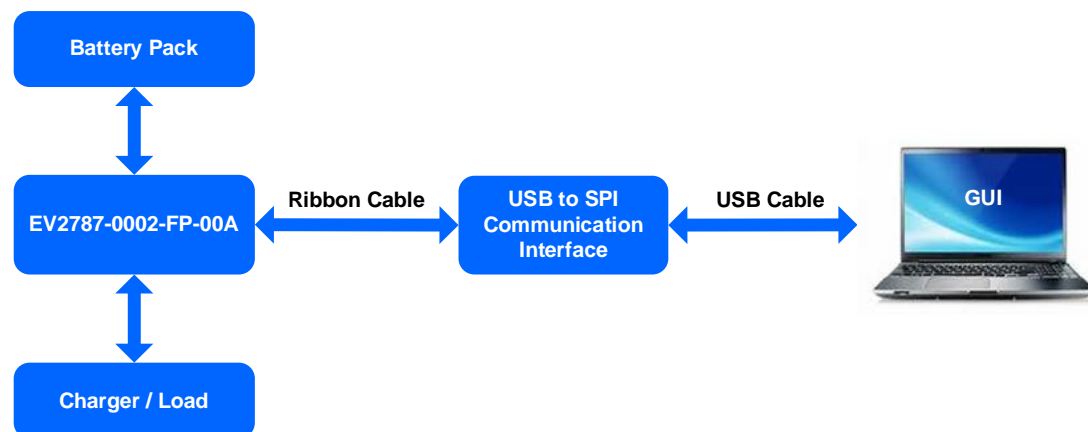 Battery Pack
EV2787-0002-FP-00A
Ribbon Cable
USB to SPI
Communication
Interface
USB Cable
GUI
Charger / Load